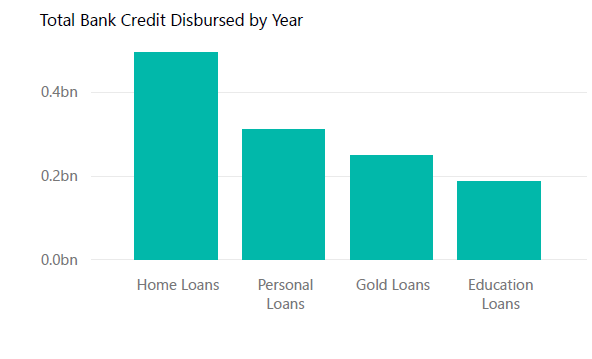 Total Bank Credit Disbursed by Year
0.4bn
0.2bn
0.0bn
Home Loans
Personal
Loans
Gold Loans
Education
Loans